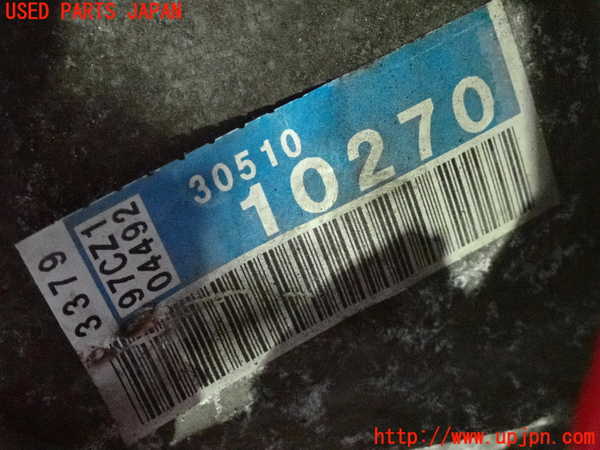 USED PARTS JAPAN
30510
10270
3379
97CZ1
04492
http://www.upjpn.com/